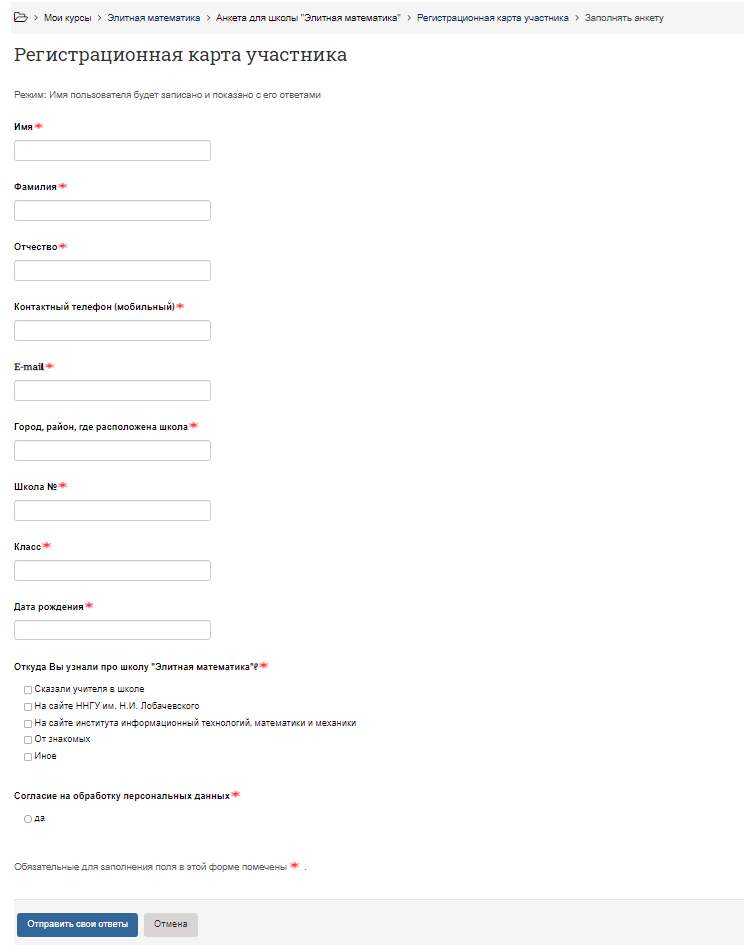 Мои курсы > Элитная математика > Анкета для школы "Элитная математика" > Регистрационная карта участника > Заполнять анкету
Регистрационная карта участника
Режим: Имя пользователя будет записано и показано с его ответами
Имя*
Фамилия*
Отчество*
Контактный телефон (мобильный)*
E-mail*
Город, район, где расположена школа*
Школа №*
Класс*
Дата рождения*
Откуда Вы узнали про школу "Элитная математика"?*
Сказали учителя в школе
На сайте ННГУ им. Н.И. Лобачевского
На сайте института информационный технологий, математики и механики
От знакомых
Иное
Согласие на обработку персональных данных*
да
Обязательные для заполнения поля в этой форме помечены * .
Отправить свои ответы Отмена